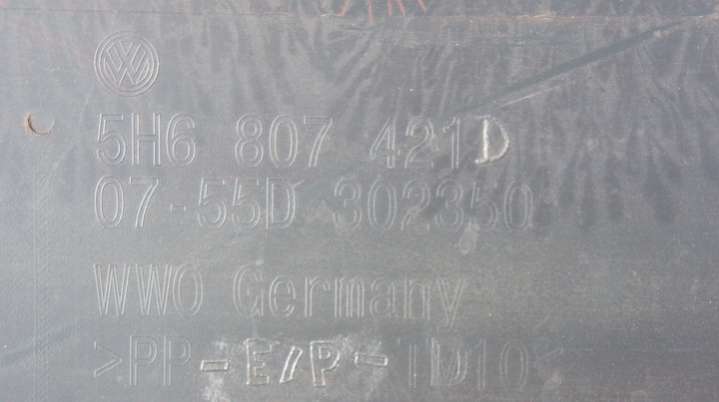 5H6 807 421D
07-55D 302350
WWO Germany
>PP-E/P-TD10<